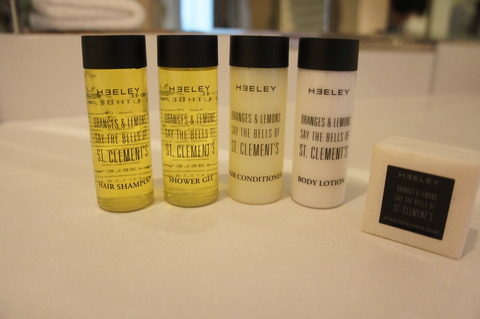 HEELEY
ORANGES & LEMONS
SAY THE BELLS OF
ST. CLEMENT'S
HAIR SHAMPOO
HEELEY
ORANGES & LEMONS
SAY THE BELLS OF
ST. CLEMENT'S
SHOWER GEL
HEELEY
ORANGES & LEMONS
SAY THE BELLS OF
ST. CLEMENT'S
CONDITIONER
HEELEY
ORANGES & LEMONS
SAY THE BELLS OF
ST. CLEMENT'S
BODY LOTION
HEELEY
ORANGES & LEMONS
SAY THE BELLS OF
ST. CLEMENT'S